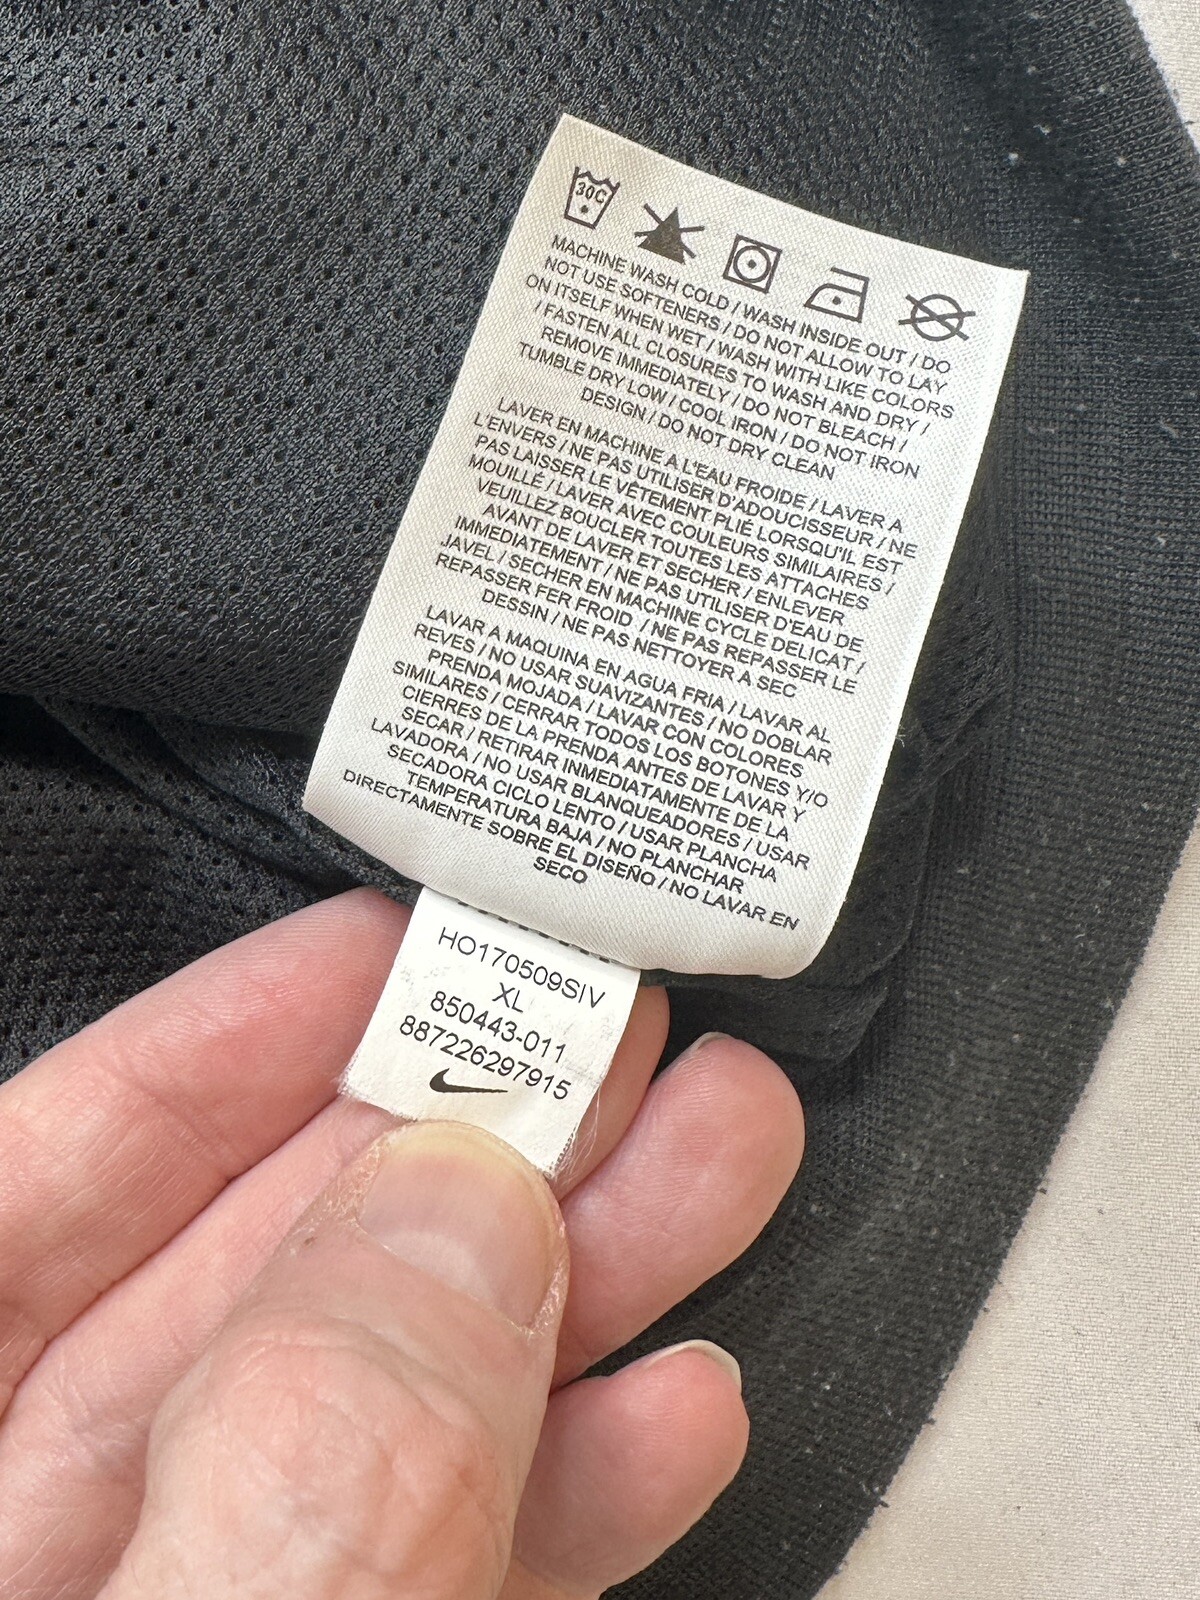 30C
MACHINE WASH COLD / WASH INSIDE OUT / DO
NOT USE SOFTENERS / DO NOT ALLOW TO LAY
ON ITSELF WHEN WET / WASH WITH LIKE COLORS
/ FASTEN ALL CLOSURES TO WASH AND DRY /
REMOVE IMMEDIATELY / DO NOT BLEACH /
TUMBLE DRY LOW / COOL IRON / DO NOT IRON
DESIGN / DO NOT DRY CLEAN
LAVER EN MACHINE A L'EAU FROIDE / LAVER A
L'ENVERS / NE PAS UTILISER D'ADOUCISSEUR / NE
PAS LAISSER LE VÊTEMENT PLIÉ LORSQU'IL EST
MOUILLÉ / LAVER AVEC COULEURS SIMILAIRES /
VEUILLEZ BOUCLER TOUTES LES ATTACHES
AVANT DE LAVER ET SECHER / ENLEVER
IMMEDIATEMENT / NE PAS UTILISER D'EAU DE
JAVEL / SECHER EN MACHINE CYCLE DELICAT /
REPASSER FER FROID / NE PAS REPASSER LE
DESSIN / NE PAS NETTOYER A SEC
LAVAR A MAQUINA EN AGUA FRIA / LAVAR AL
REVES / NO USAR SUAVIZANTES / NO DOBLAR
PRENDA MOJADA / LAVAR CON COLORES
SIMILARES / CERRAR TODOS LOS BOTONES Y/O
CIERRES DE LA PRENDA ANTES DE LAVAR Y
SECAR / RETIRAR INMEDIATAMENTE DE LA
LAVADORA / NO USAR BLANQUEADORES / USAR
SECADORA CICLO LENTO / USAR PLANCHA
TEMPERATURA BAJA / NO PLANCHAR
DIRECTAMENTE SOBRE EL DISEÑO / NO LAVAR EN
SECO
HO170509SIV
XL
850443-011
887226297915